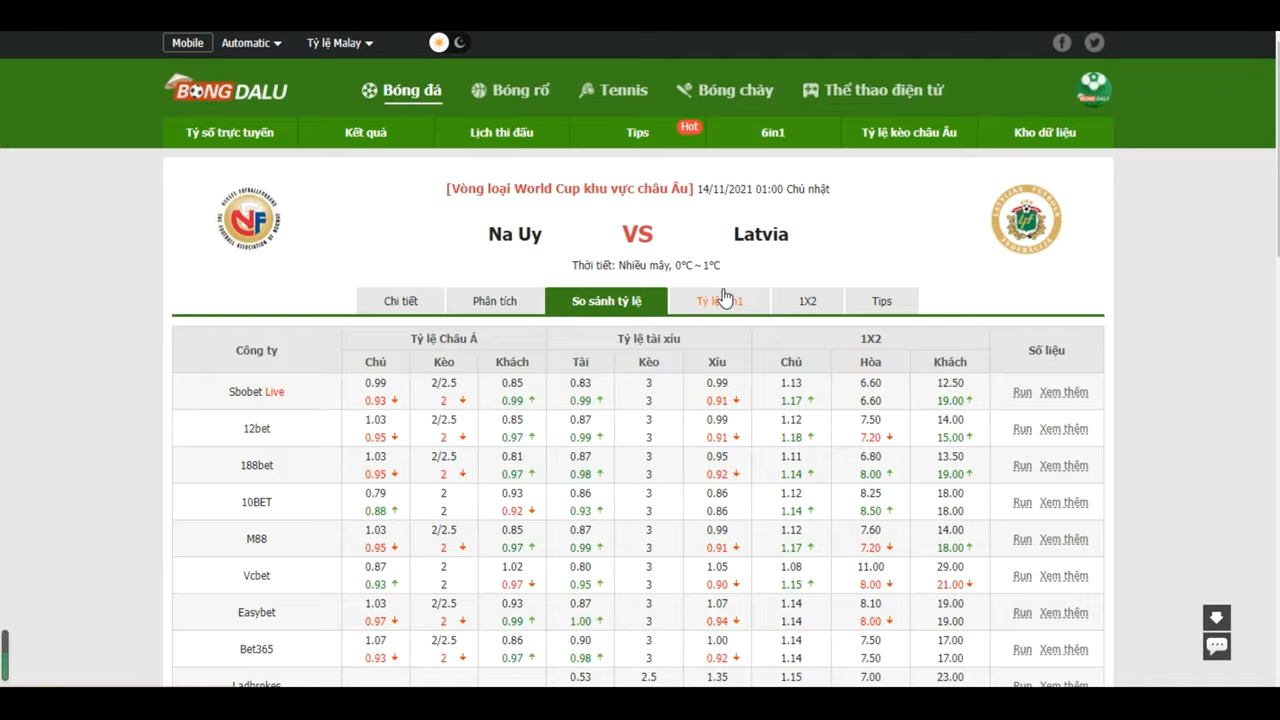 Mobile Automatic Tỷ lệ Malay
BONG DALU Bóng đá Bóng rổ Tennis Bóng chày Thể thao điện tử
Tỷ số trực tuyến Kết quả Lịch thi đấu Tips Hot 6in1 Tỷ lệ kèo châu Âu Kho dữ liệu
[Vòng loại World Cup khu vực châu Âu] 14/11/2021 01:00 Chủ nhật
Na Uy VS Latvia
Thời tiết: Nhiều mây, 0℃～1℃
Chi tiết Phân tích So sánh tỷ lệ Tỷ lệ 1X2 Tips
Công ty Tỷ lệ Châu Á Tỷ lệ tài xíu 1X2 Số liệu
Chủ Kèo Khách Tài Kèo Xíu Chủ Hòa Khách
0.99 2/2.5 0.85 0.83 3 0.99 1.13 6.60 12.50
Sbobet Live Run Xem thêm
0.93 2 0.99 0.99 3 0.91 1.17 6.60 19.00
1.03 2/2.5 0.85 0.87 3 0.99 1.12 7.50 14.00
12bet Run Xem thêm
0.95 2 0.97 0.99 3 0.91 1.18 7.20 15.00
1.03 2/2.5 0.81 0.87 3 0.95 1.11 6.80 13.50
188bet Run Xem thêm
0.95 2 0.97 0.98 3 0.92 1.14 8.00 19.00
0.79 2 0.93 0.86 3 0.86 1.12 8.25 18.00
10BET Run Xem thêm
0.88 2 0.92 0.93 3 0.86 1.14 8.50 18.00
1.03 2/2.5 0.85 0.87 3 0.99 1.12 7.60 14.00
M88 Run Xem thêm
0.95 2 0.97 0.99 3 0.91 1.17 7.20 18.00
0.87 2 1.02 0.80 3 1.05 1.08 11.00 29.00
Vcbet Run Xem thêm
0.93 2 0.97 0.95 3 0.90 1.15 8.00 21.00
1.03 2/2.5 0.93 0.87 3 1.07 1.14 8.10 19.00
Easybet Run Xem thêm
0.97 2 0.99 1.00 3 0.94 1.14 8.00 19.00
1.07 2/2.5 0.86 0.90 3 1.00 1.14 7.50 17.00
Bet365 Run Xem thêm
0.93 2 0.97 0.98 3 0.92 1.14 7.50 17.00
0.53 2.5 1.35 1.15 7.00 23.00
Ladbrokes Run Xem thêm